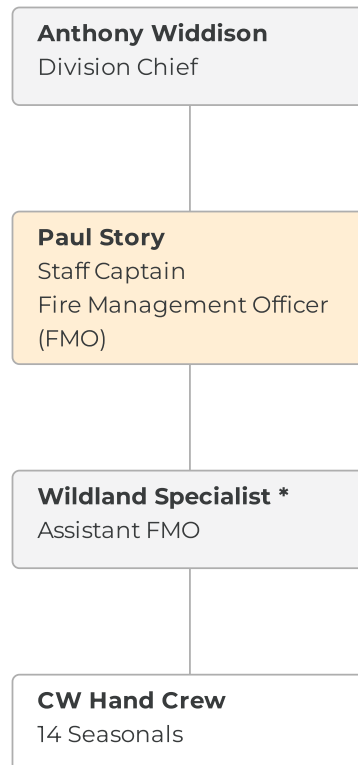 Anthony Widdison
Division Chief
Paul Story
Staff Captain
Fire Management Officer
(FMO)
Wildland Specialist *
Assistant FMO
CW Hand Crew
14 Seasonals